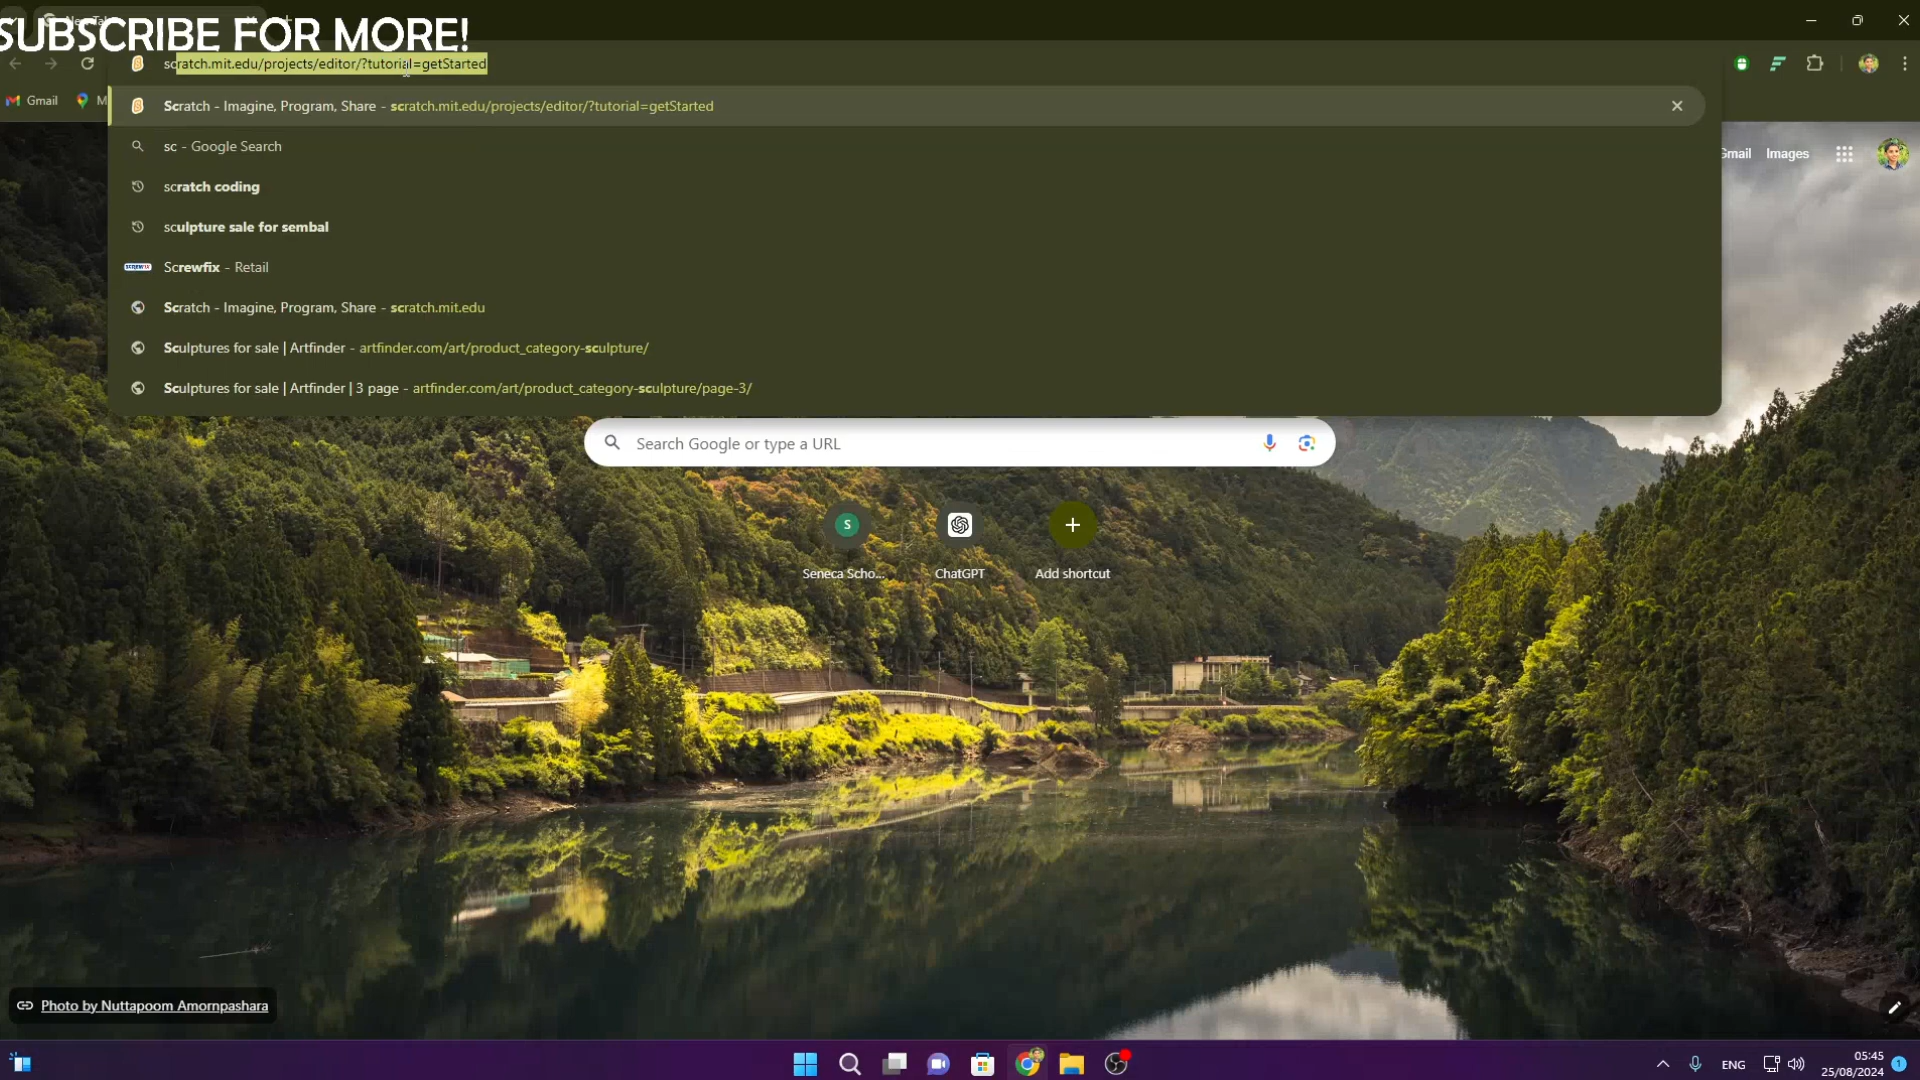 SUBSCRIBE FOR MORE!
scratch.mit.edu/projects/editor/?tutorial=getStarted
Gmail
Scratch - Imagine, Program, Share - scratch.mit.edu/projects/editor/?tutorial=getStarted
sc - Google Search
scratch coding
sculpture sale for sembal
SCREWFIX Screwfix - Retail
Scratch - Imagine, Program, Share - scratch.mit.edu
Sculptures for sale | Artfinder - artfinder.com/art/product_category-sculpture/
Sculptures for sale | Artfinder | 3 page - artfinder.com/art/product_category-sculpture/page-3/
Gmail Images
Search Google or type a URL
S
Seneca Scho... ChatGPT Add shortcut
Photo by Nuttapoom Amornpashara
ENG
05:45
25/08/2024
1